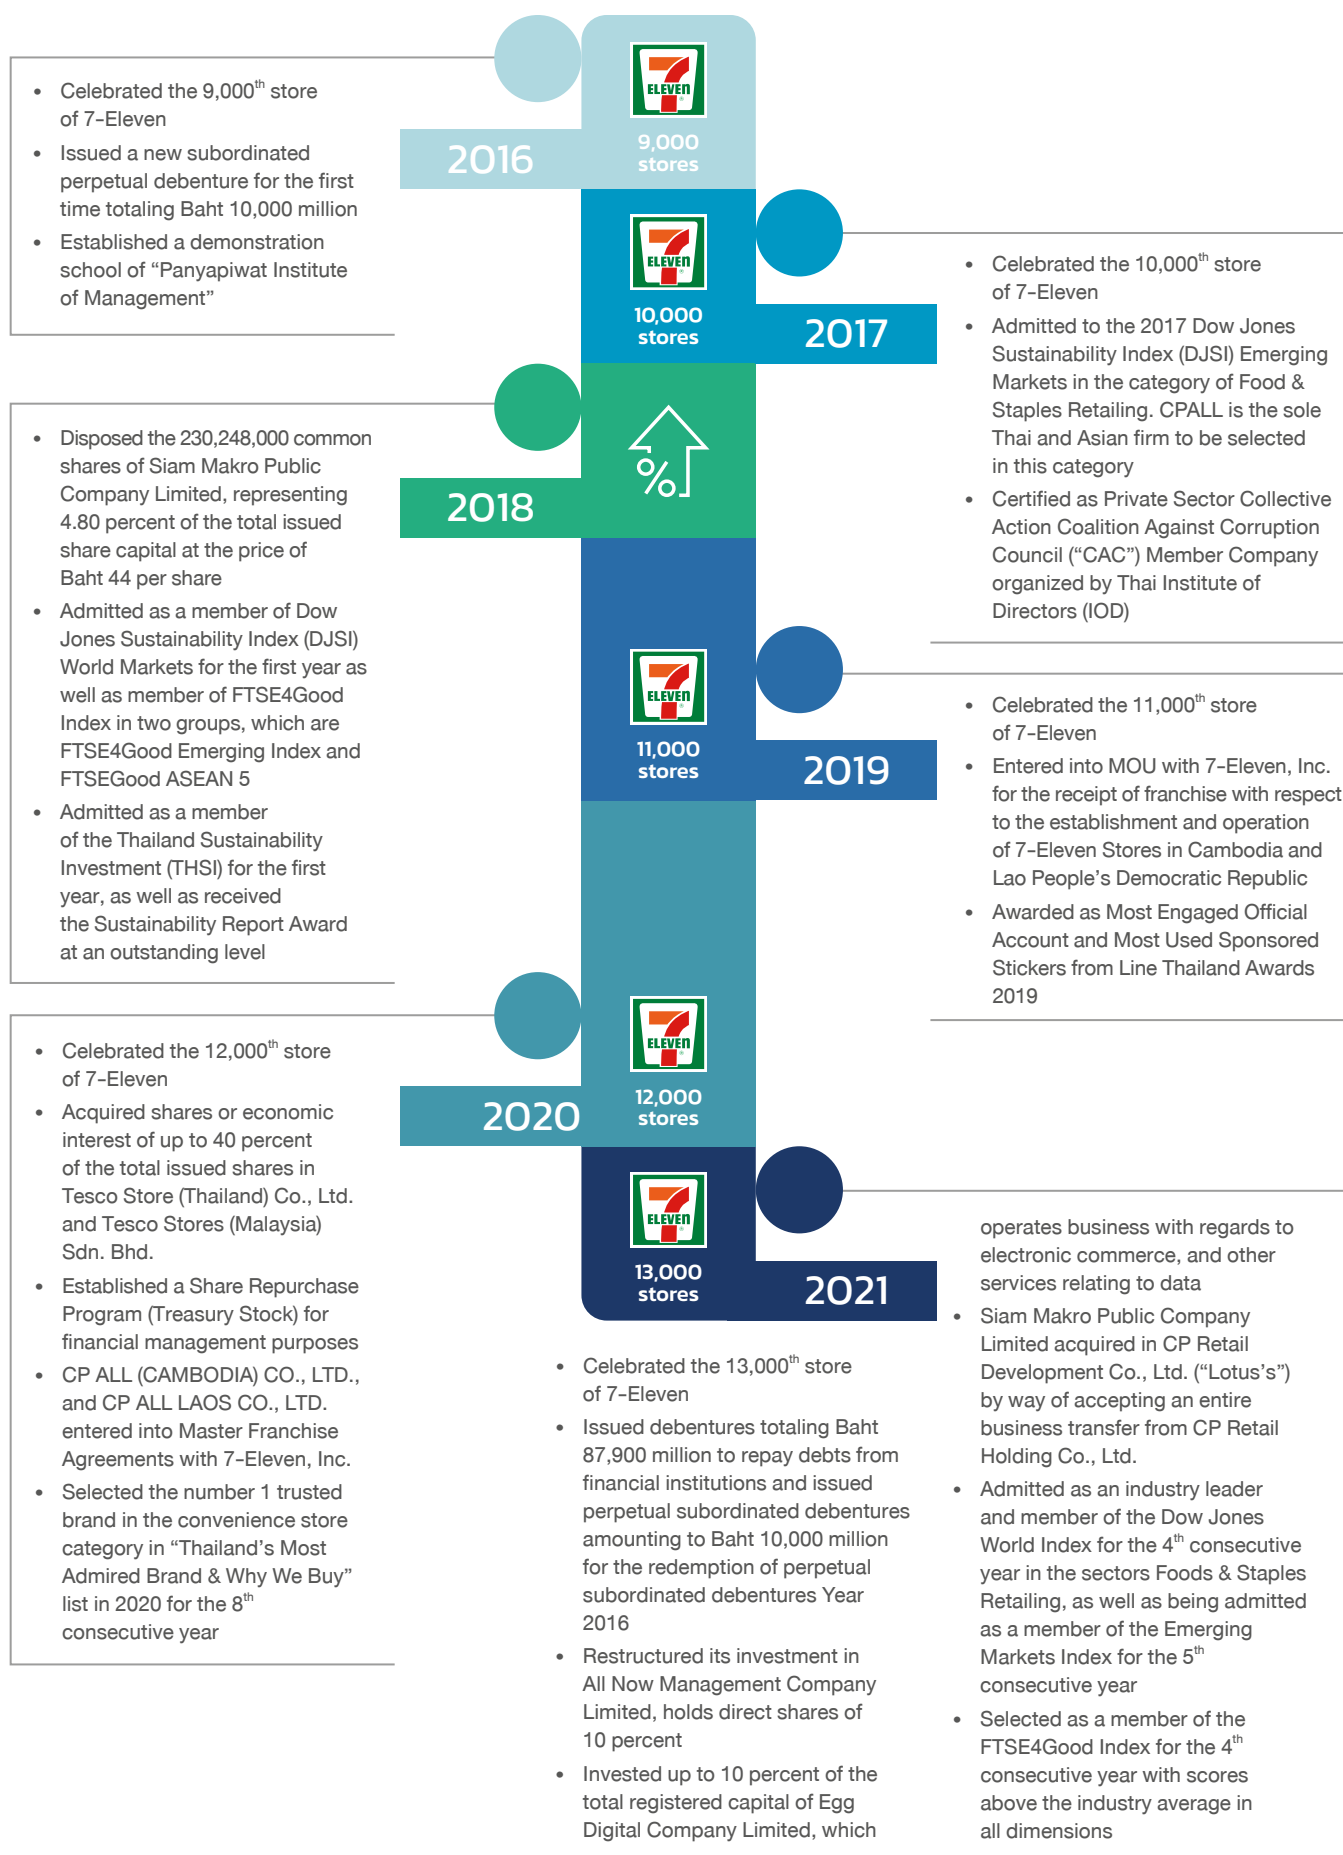 7
ELEVEN
9,000
stores
2016
• Celebrated the 9,000th store
of 7-Eleven
• Issued a new subordinated
perpetual debenture for the first
time totaling Baht 10,000 million
• Established a demonstration
school of “Panyapiwat Institute
of Management”
7
ELEVEN
10,000
stores
2017
• Celebrated the 10,000th store
of 7-Eleven
• Admitted to the 2017 Dow Jones
Sustainability Index (DJSI) Emerging
Markets in the category of Food &
Staples Retailing. CPALL is the sole
Thai and Asian firm to be selected
in this category
• Certified as Private Sector Collective
Action Coalition Against Corruption
Council (“CAC”) Member Company
organized by Thai Institute of
Directors (IOD)
%
2018
• Disposed the 230,248,000 common
shares of Siam Makro Public
Company Limited, representing
4.80 percent of the total issued
share capital at the price of
Baht 44 per share
• Admitted as a member of Dow
Jones Sustainability Index (DJSI)
World Markets for the first year as
well as member of FTSE4Good
Index in two groups, which are
FTSE4Good Emerging Index and
FTSEGood ASEAN 5
• Admitted as a member
of the Thailand Sustainability
Investment (THSI) for the first
year, as well as received
the Sustainability Report Award
at an outstanding level
7
ELEVEN
11,000
stores
2019
• Celebrated the 11,000th store
of 7-Eleven
• Entered into MOU with 7-Eleven, Inc.
for the receipt of franchise with respect
to the establishment and operation
of 7-Eleven Stores in Cambodia and
Lao People’s Democratic Republic
• Awarded as Most Engaged Official
Account and Most Used Sponsored
Stickers from Line Thailand Awards
2019
7
ELEVEN
12,000
stores
2020
• Celebrated the 12,000th store
of 7-Eleven
• Acquired shares or economic
interest of up to 40 percent
of the total issued shares in
Tesco Store (Thailand) Co., Ltd.
and Tesco Stores (Malaysia)
Sdn. Bhd.
• Established a Share Repurchase
Program (Treasury Stock) for
financial management purposes
• CP ALL (CAMBODIA) CO., LTD.,
and CP ALL LAOS CO., LTD.
entered into Master Franchise
Agreements with 7-Eleven, Inc.
• Selected the number 1 trusted
brand in the convenience store
category in “Thailand’s Most
Admired Brand & Why We Buy”
list in 2020 for the 8th
consecutive year
7
ELEVEN
13,000
stores
2021
• Celebrated the 13,000th store
of 7-Eleven
• Issued debentures totaling Baht
87,900 million to repay debts from
financial institutions and issued
perpetual subordinated debentures
amounting to Baht 10,000 million
for the redemption of perpetual
subordinated debentures Year
2016
• Restructured its investment in
All Now Management Company
Limited, holds direct shares of
10 percent
• Invested up to 10 percent of the
total registered capital of Egg
Digital Company Limited, which
operates business with regards to
electronic commerce, and other
services relating to data
• Siam Makro Public Company
Limited acquired in CP Retail
Development Co., Ltd. (“Lotus’s”)
by way of accepting an entire
business transfer from CP Retail
Holding Co., Ltd.
• Admitted as an industry leader
and member of the Dow Jones
World Index for the 4th consecutive
year in the sectors Foods & Staples
Retailing, as well as being admitted
as a member of the Emerging
Markets Index for the 5th
consecutive year
• Selected as a member of the
FTSE4Good Index for the 4th
consecutive year with scores
above the industry average in
all dimensions